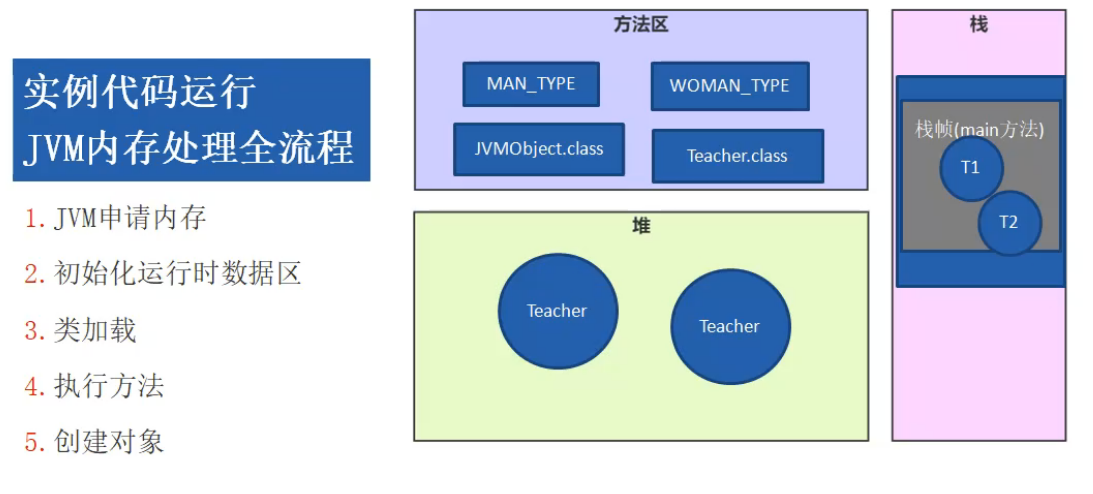 实例代码运行
JVM内存处理全流程
1. JVM申请内存
2. 初始化运行时数据区
3. 类加载
4. 执行方法
5. 创建对象
方法区
MAN_TYPE
WOMAN_TYPE
JVMObject.class
Teacher.class
堆
Teacher
Teacher
栈
栈帧(main方法)
T1
T2